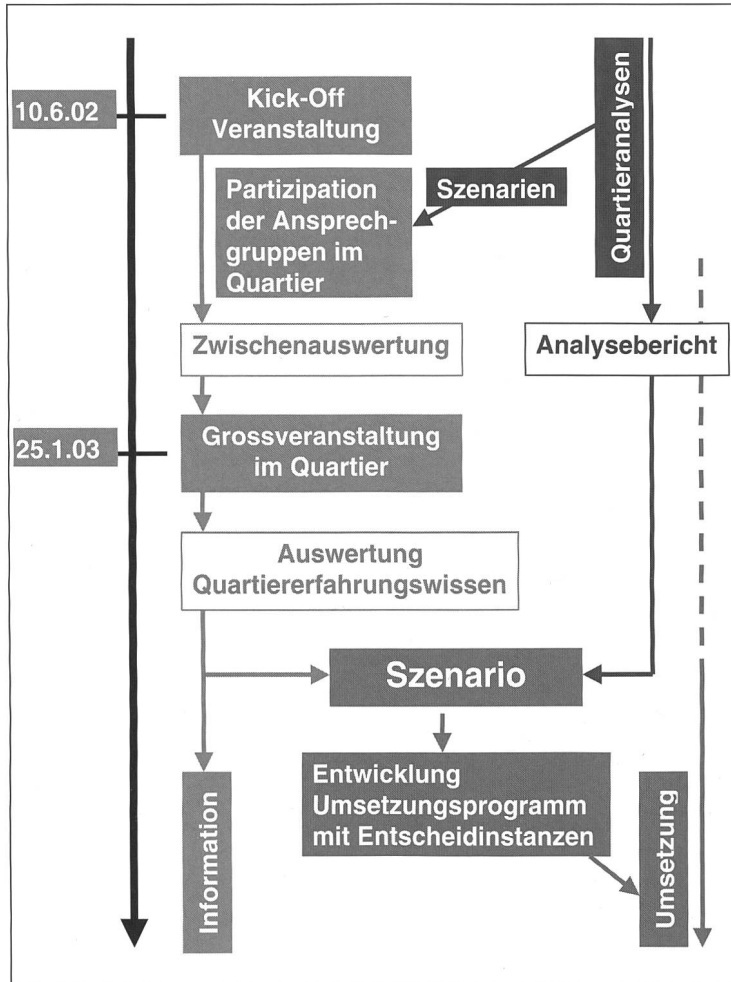 10.6.02
Kick-Off
Veranstaltung
Quartieranalysen
Szenarien
Partizipation
der Ansprech-
gruppen im
Quartier
Zwischenauswertung
Analysebericht
25.1.03
Grossveranstaltung
im Quartier
Auswertung
Quartiererfahrungswissen
Szenario
Entwicklung
Umsetzungsprogramm
mit Entscheidinstanzen
Information
Umsetzung